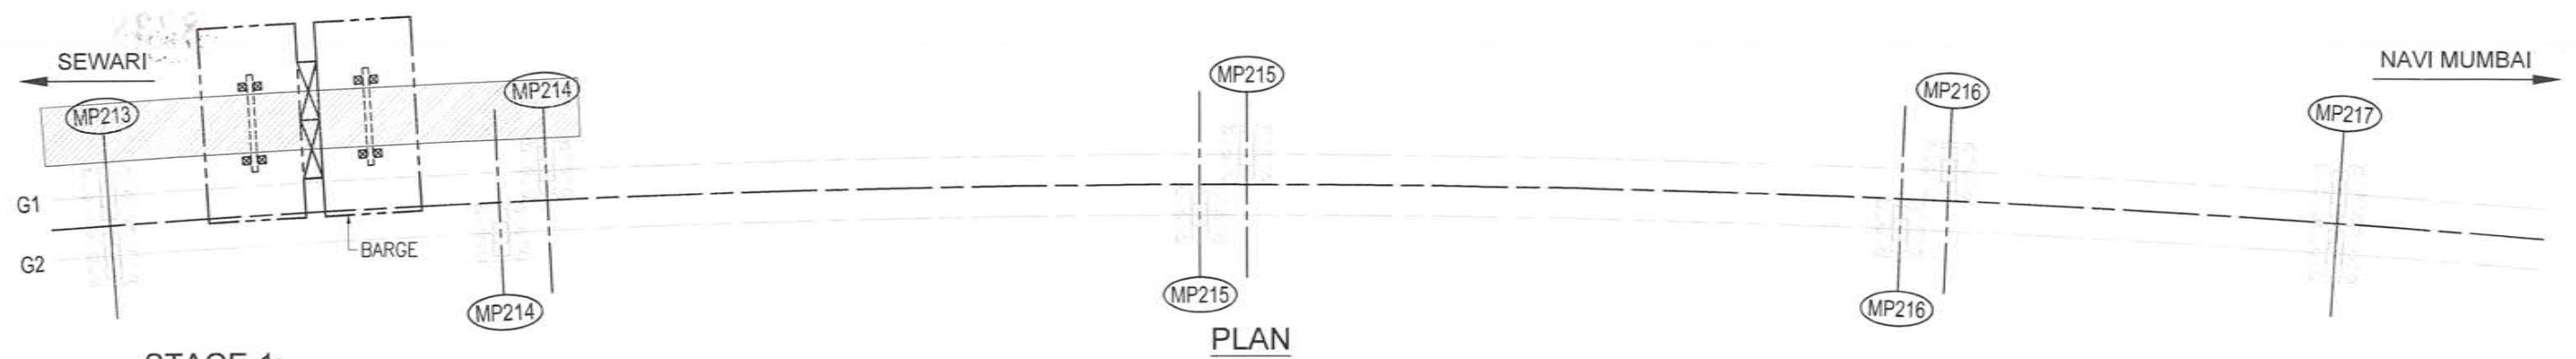 SEWARI
NAVI MUMBAI
MP213
MP214
MP215
MP216
MP217
G1
G2
BARGE
MP214
MP215
MP216
PLAN
STAGE 1: